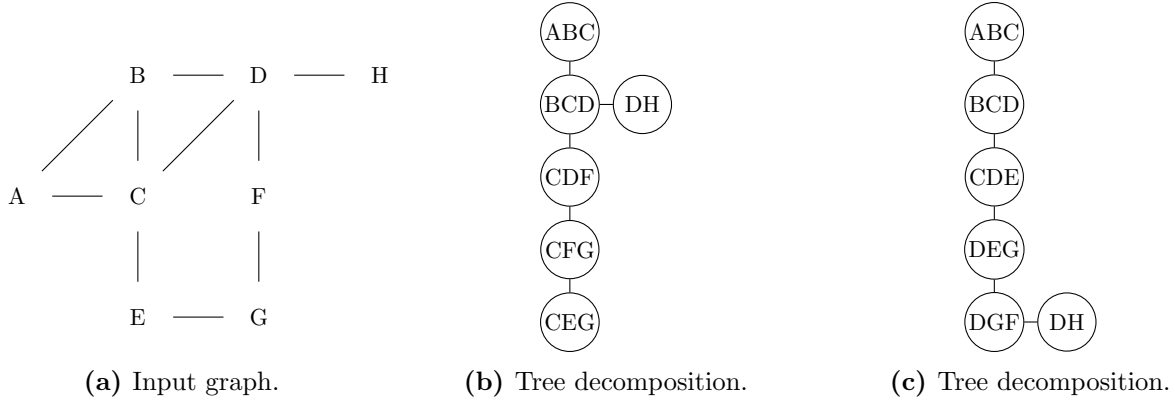 B D H
A C F
E G
(a) Input graph.
ABC
BCD DH
CDF
CFG
CEG
(b) Tree decomposition.
ABC
BCD
CDE
DEG
DGF DH
(c) Tree decomposition.